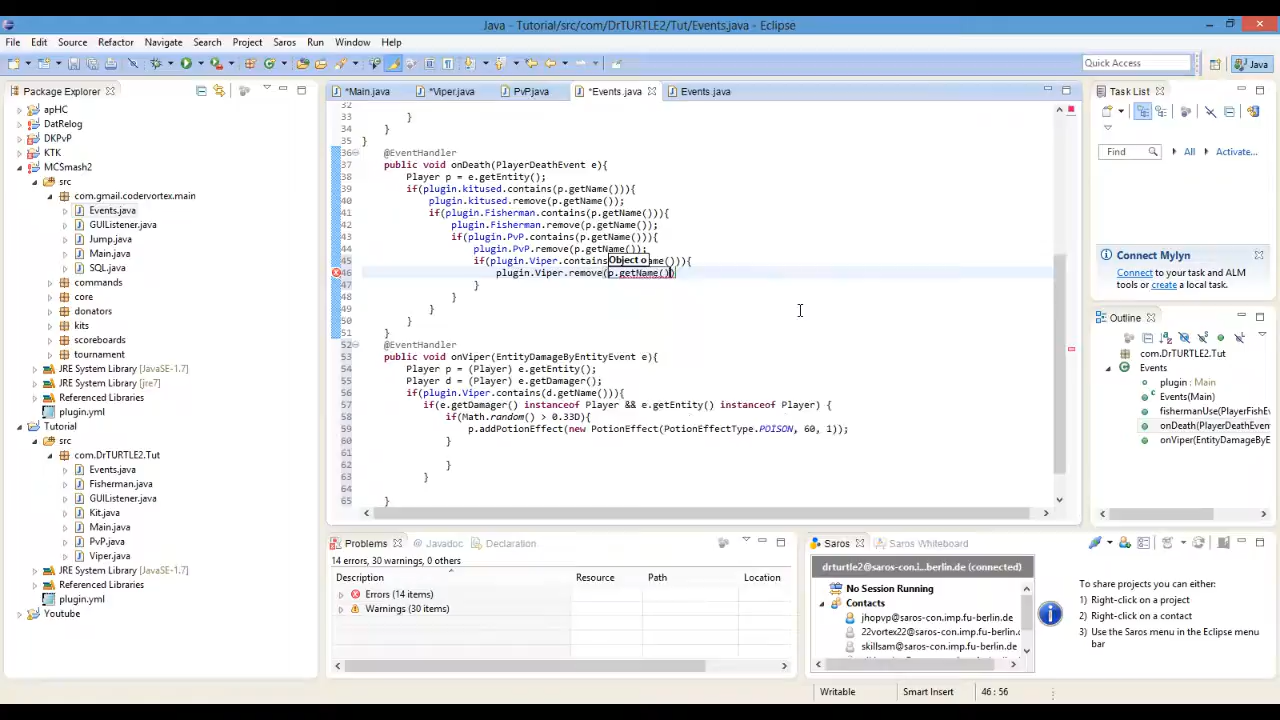 Java - Tutorial/src/com/DrTURTLE2/Tut/Events.java - Eclipse
File Edit Source Refactor Navigate Search Project Saros Run Window Help
Quick Access
Java
Package Explorer
apHC
DatRelog
DKPvP
KTK
MCSmash2
src
com.gmail.codervortex.main
Events.java
GUIListener.java
Jump.java
Main.java
SQL.java
commands
core
donators
kits
scoreboards
tournament
JRE System Library [JavaSE-1.7]
JRE System Library [jre7]
Referenced Libraries
plugin.yml
Tutorial
src
com.DrTURTLE2.Tut
Events.java
Fisherman.java
GUIListener.java
Kit.java
Main.java
PvP.java
Viper.java
JRE System Library [JavaSE-1.7]
Referenced Libraries
plugin.yml
Youtube
*Main.java *Viper.java PvP.java *Events.java Events.java
32
33 }
34 }
35 }
36 @EventHandler
37 public void onDeath(PlayerDeathEvent e){
38 Player p = e.getEntity();
39 if(plugin.kitused.contains(p.getName())){
40 plugin.kitused.remove(p.getName());
41 if(plugin.Fisherman.contains(p.getName())){
42 plugin.Fisherman.remove(p.getName());
43 if(plugin.PvP.contains(p.getName())){
44 plugin.PvP.remove(p.getName());
45 if(plugin.Viper.contains Object o ame())){
46 plugin.Viper.remove(p.getName())
47 }
48 }
49 }
50 }
51 }
52 @EventHandler
53 public void onViper(EntityDamageByEntityEvent e){
54 Player p = (Player) e.getEntity();
55 Player d = (Player) e.getDamager();
56 if(plugin.Viper.contains(d.getName())){
57 if(e.getDamager() instanceof Player && e.getEntity() instanceof Player) {
58 if(Math.random() > 0.33D){
59 p.addPotionEffect(new PotionEffect(PotionEffectType.POISON, 60, 1));
60 }
61
62 }
63 }
64
65 }
Task List
Find All Activate...
Connect Mylyn
Connect to your task and ALM
tools or create a local task.
Outline
com.DrTURTLE2.Tut
Events
plugin : Main
Events(Main)
fishermanUse(PlayerFishE
onDeath(PlayerDeathEven
onViper(EntityDamageByE
Problems Javadoc Declaration
14 errors, 30 warnings, 0 others
Description Resource Path Location
Errors (14 items)
Warnings (30 items)
Saros Saros Whiteboard
drturtle2@saros-con.i...berlin.de (connected)
No Session Running
Contacts
jhopvp@saros-con.imp.fu-berlin.de
22vortex22@saros-con.imp.fu-berlin.
skillsam@saros-con.imp.fu-berlin.de
To share projects you can either:
1) Right-click on a project
2) Right-click on a contact
3) Use the Saros menu in the Eclipse menu
bar
Writable Smart Insert 46 : 56